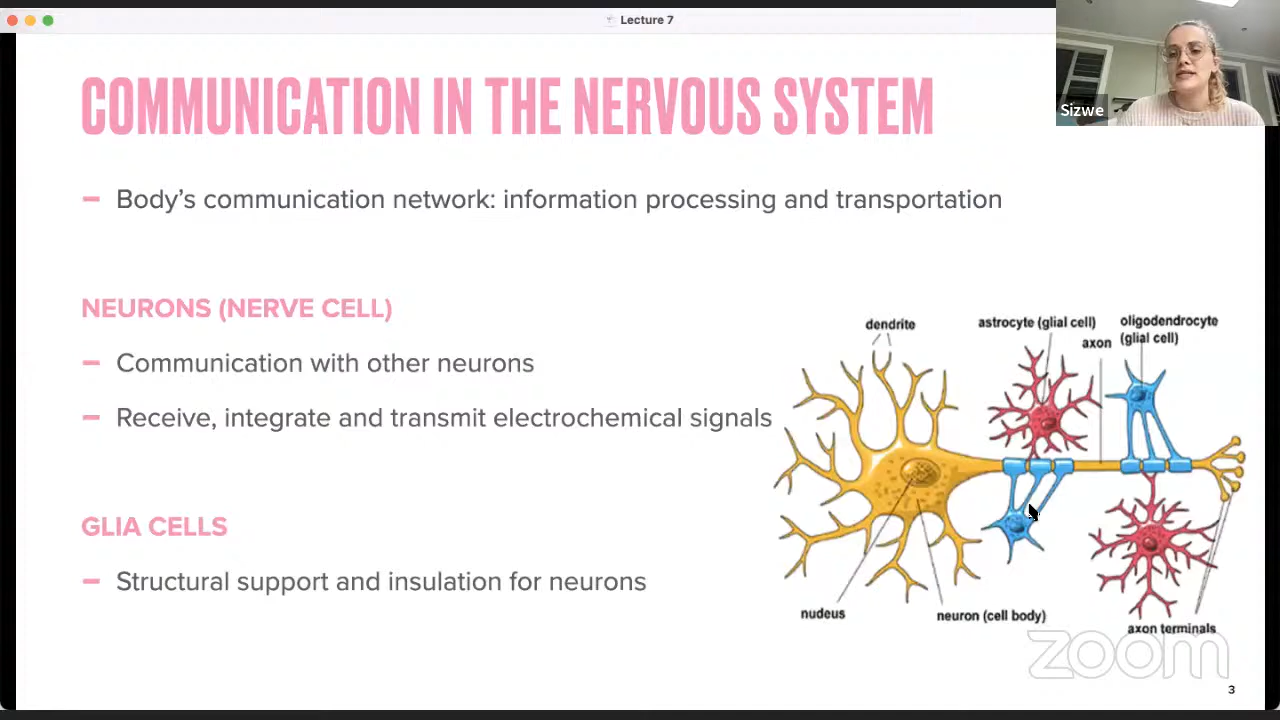 Lecture 7
Sizwe
COMMUNICATION IN THE NERVOUS SYSTEM
– Body's communication network: information processing and transportation
NEURONS (NERVE CELL)
– Communication with other neurons
– Receive, integrate and transmit electrochemical signals
GLIA CELLS
– Structural support and insulation for neurons
dendrite
astrocyte (glial cell)
axon
oligodendrocyte
(glial cell)
nudeus
neuron (cell body)
axon terminals
zoom
3